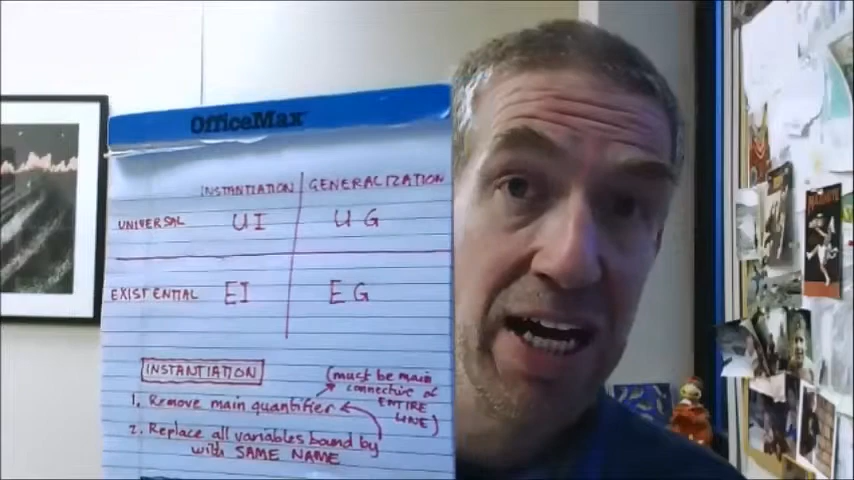 OfficeMax
INSTANTIATION GENERALIZATION
UNIVERSAL UI UG
EXISTENTIAL EI EG
INSTANTIATION
(must be main
connective of
ENTIRE
LINE)
1. Remove main quantifier
2. Replace all variables bound by
with SAME NAME